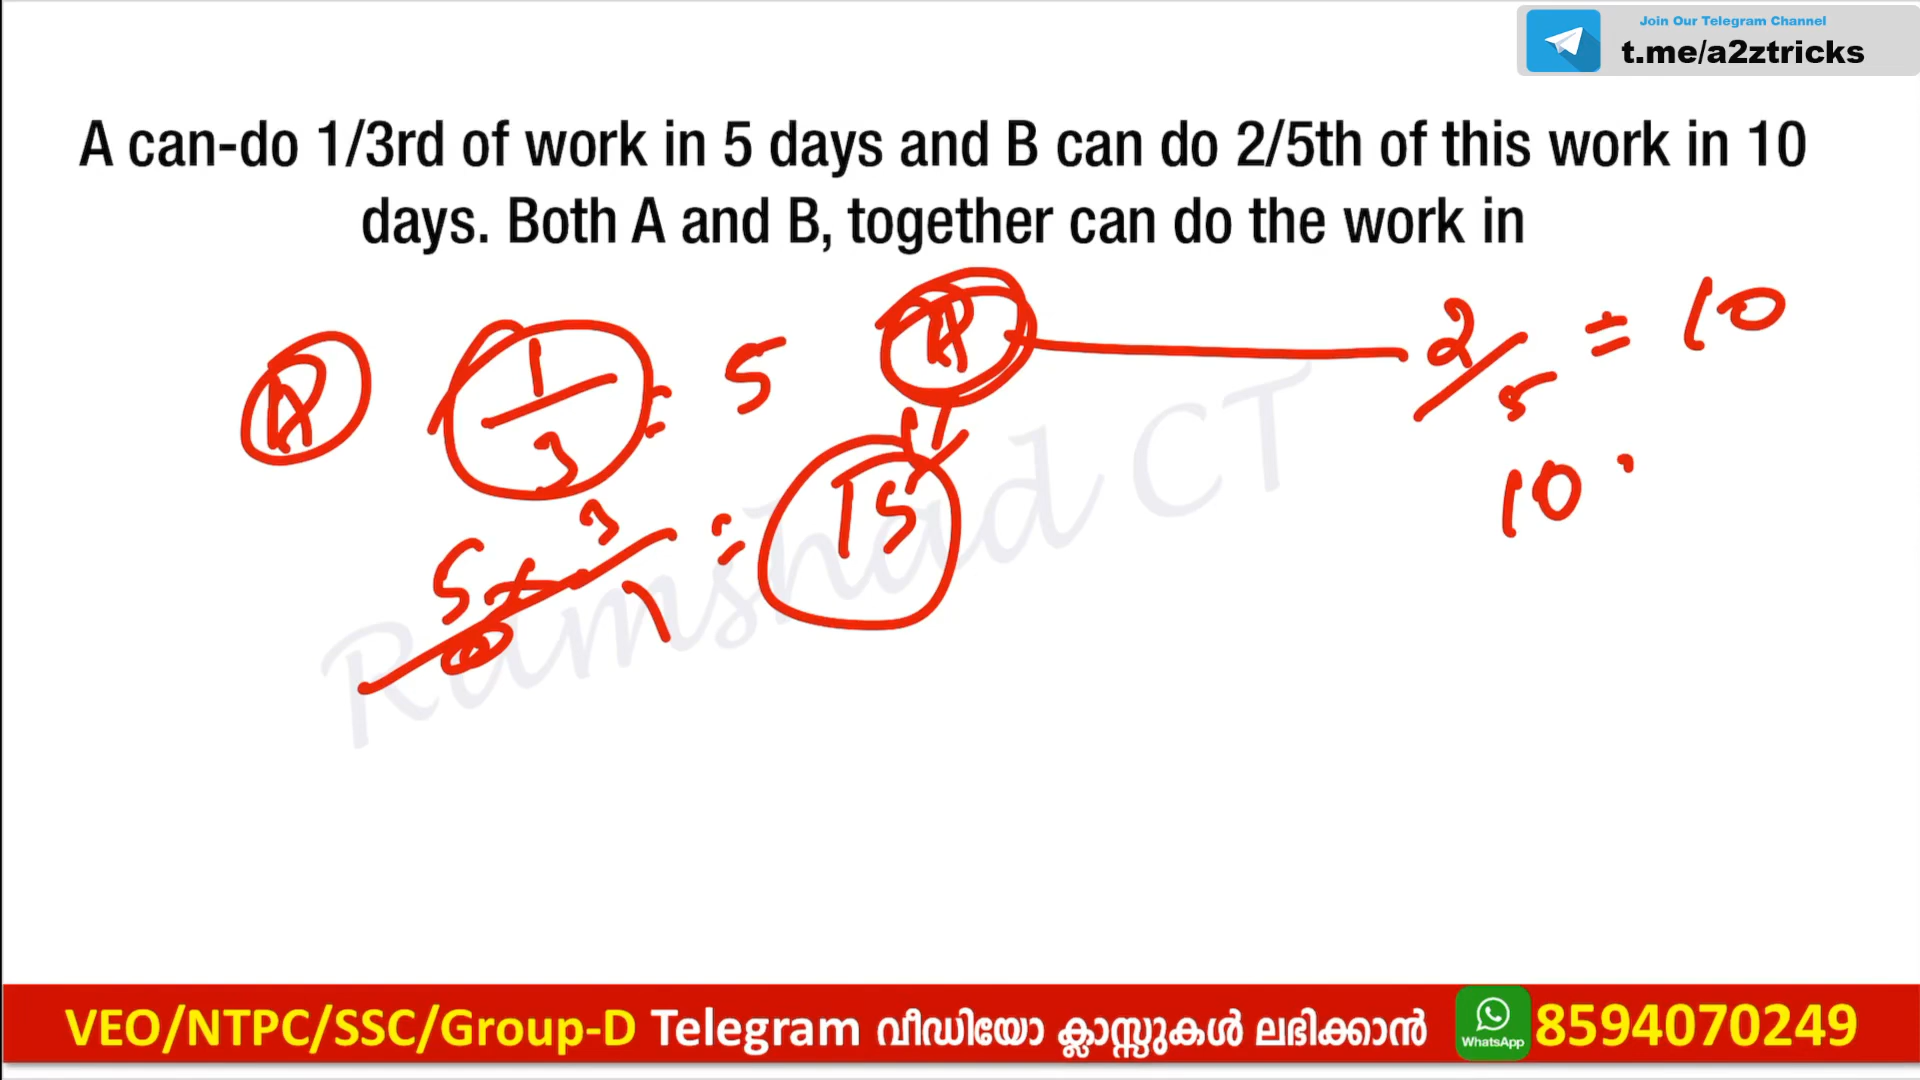 Join Our Telegram Channel
t.me/a2ztricks
A can-do 1/3rd of work in 5 days and B can do 2/5th of this work in 10
days. Both A and B, together can do the work in
A 1/3 = 5 A 2/5 = 10
5 × 3/1 = 15
10
Ramshad CT
VEO/NTPC/SSC/Group-D Telegram വീഡിയോ ക്ലാസ്സുകൾ ലഭിക്കാൻ WhatsApp 8594070249